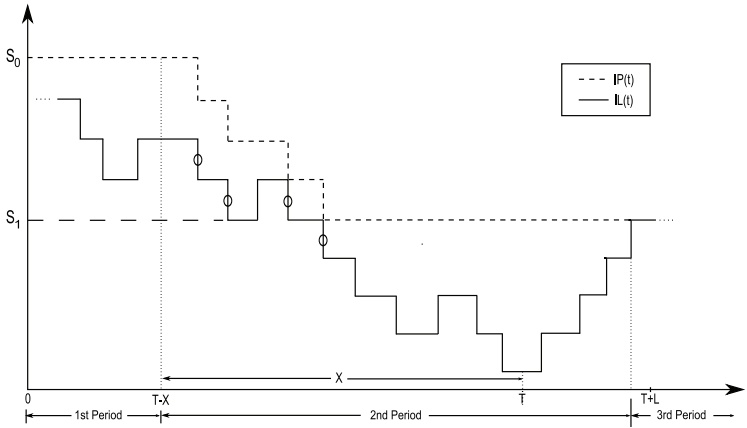 S0
IP(t)
IL(t)
S1
X
0
T-X
T
T+L
1st Period
2nd Period
3rd Period